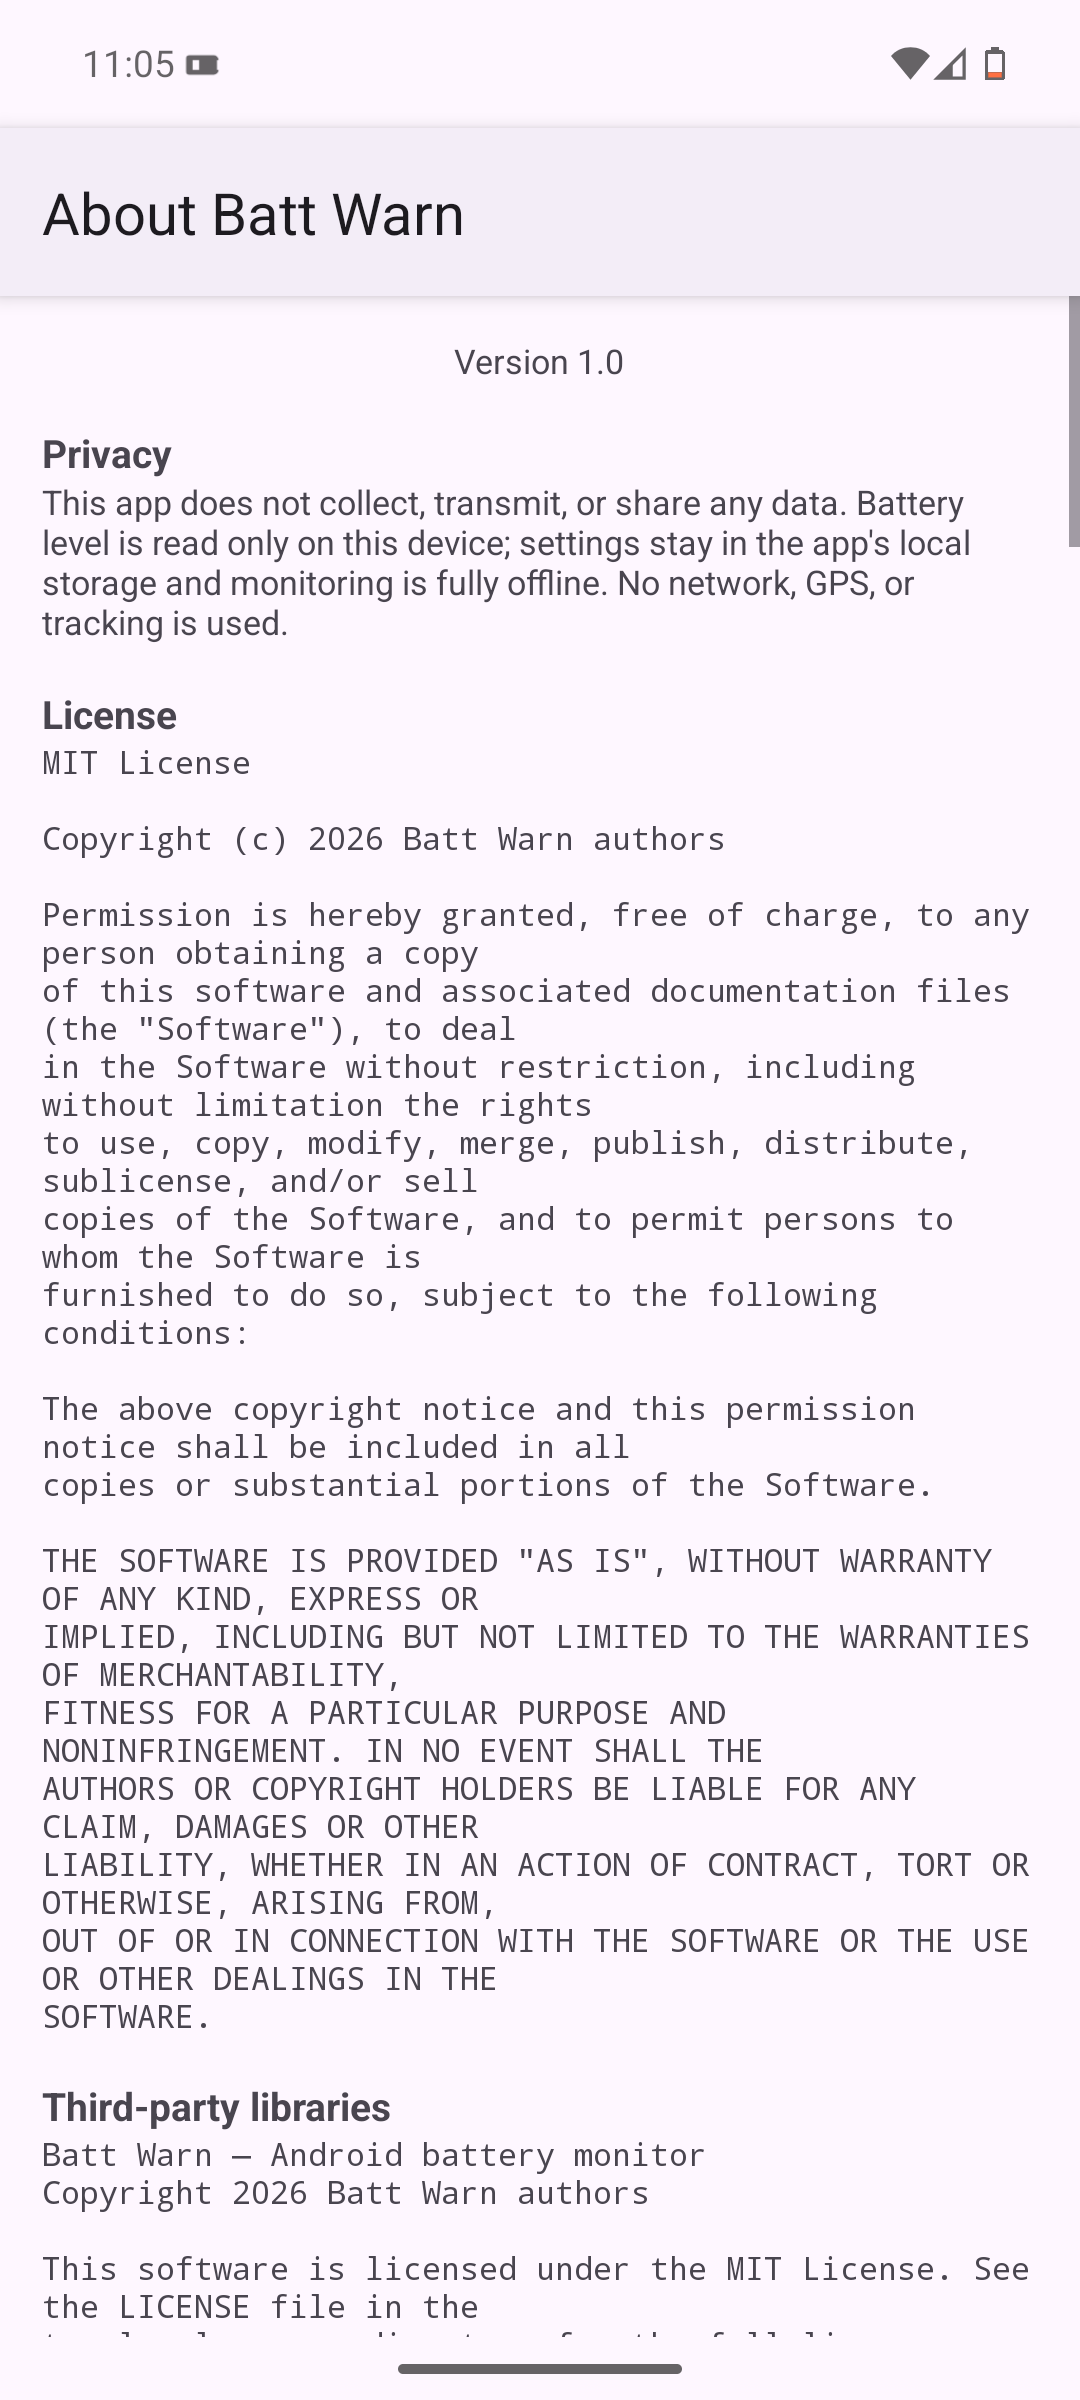 11:05
About Batt Warn
Version 1.0
Privacy
This app does not collect, transmit, or share any data. Battery
level is read only on this device; settings stay in the app's local
storage and monitoring is fully offline. No network, GPS, or
tracking is used.
License
MIT License
Copyright (c) 2026 Batt Warn authors
Permission is hereby granted, free of charge, to any
person obtaining a copy
of this software and associated documentation files
(the "Software"), to deal
in the Software without restriction, including
without limitation the rights
to use, copy, modify, merge, publish, distribute,
sublicense, and/or sell
copies of the Software, and to permit persons to
whom the Software is
furnished to do so, subject to the following
conditions:
The above copyright notice and this permission
notice shall be included in all
copies or substantial portions of the Software.
THE SOFTWARE IS PROVIDED "AS IS", WITHOUT WARRANTY
OF ANY KIND, EXPRESS OR
IMPLIED, INCLUDING BUT NOT LIMITED TO THE WARRANTIES
OF MERCHANTABILITY,
FITNESS FOR A PARTICULAR PURPOSE AND
NONINFRINGEMENT. IN NO EVENT SHALL THE
AUTHORS OR COPYRIGHT HOLDERS BE LIABLE FOR ANY
CLAIM, DAMAGES OR OTHER
LIABILITY, WHETHER IN AN ACTION OF CONTRACT, TORT OR
OTHERWISE, ARISING FROM,
OUT OF OR IN CONNECTION WITH THE SOFTWARE OR THE USE
OR OTHER DEALINGS IN THE
SOFTWARE.
Third-party libraries
Batt Warn — Android battery monitor
Copyright 2026 Batt Warn authors
This software is licensed under the MIT License. See
the LICENSE file in the